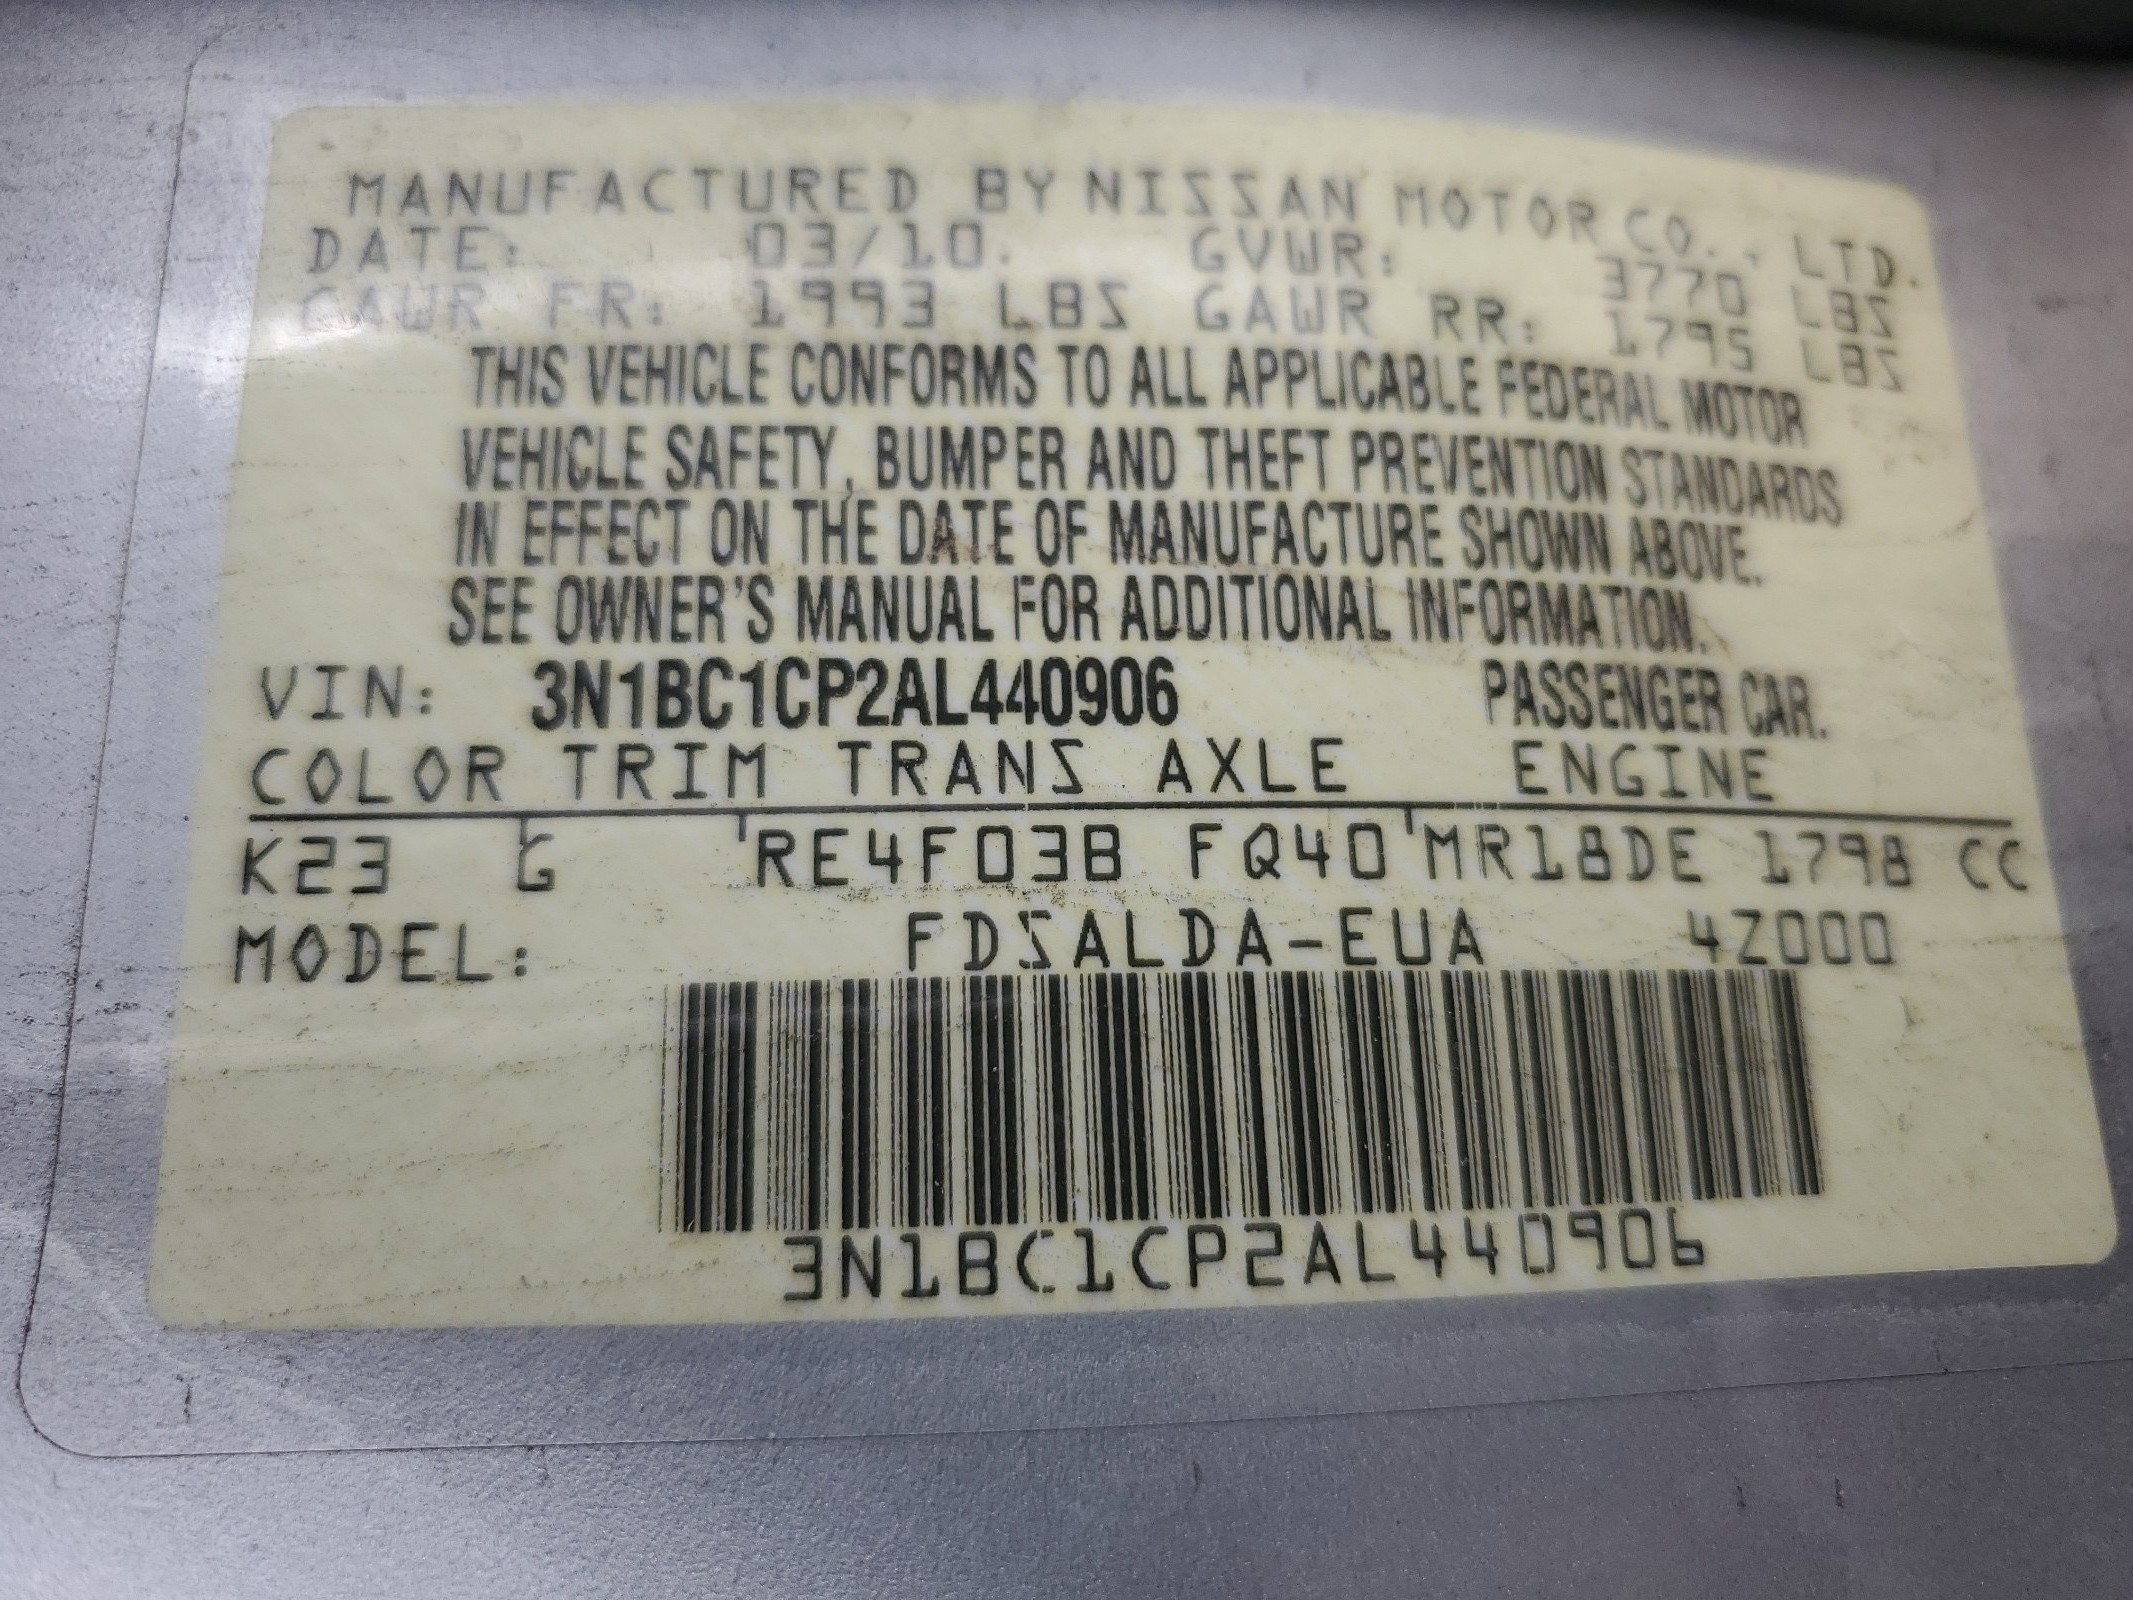 MANUFACTURED BY NISSAN MOTOR CO., LTD.
DATE: 03/10. GVWR: 3770 LBS
GAWR FR: 1993 LBS GAWR RR: 1795 LBS
THIS VEHICLE CONFORMS TO ALL APPLICABLE FEDERAL MOTOR
VEHICLE SAFETY, BUMPER AND THEFT PREVENTION STANDARDS
IN EFFECT ON THE DATE OF MANUFACTURE SHOWN ABOVE.
SEE OWNER'S MANUAL FOR ADDITIONAL INFORMATION.
VIN: 3N1BC1CP2AL440906 PASSENGER CAR.
COLOR TRIM TRANS AXLE ENGINE
K23 G RE4F03B FQ40 MR18DE 1798 CC
MODEL: FDSALDA-EUA 4Z000
3N1BC1CP2AL440906